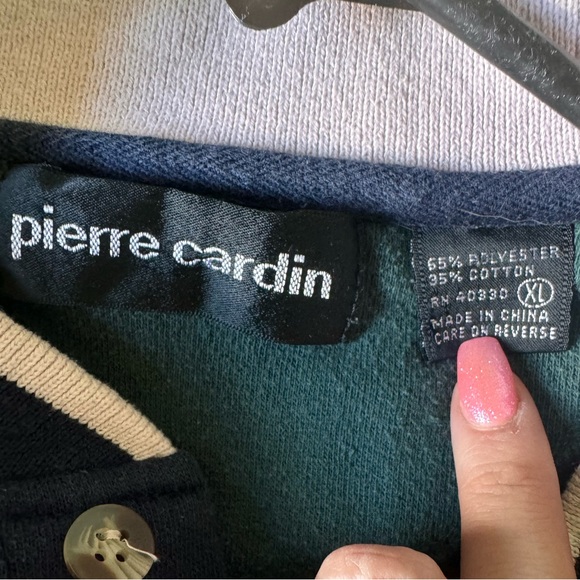 pierre cardin
65% POLYESTER
35% COTTON
RN 40330 XL
MADE IN CHINA
CARE ON REVERSE